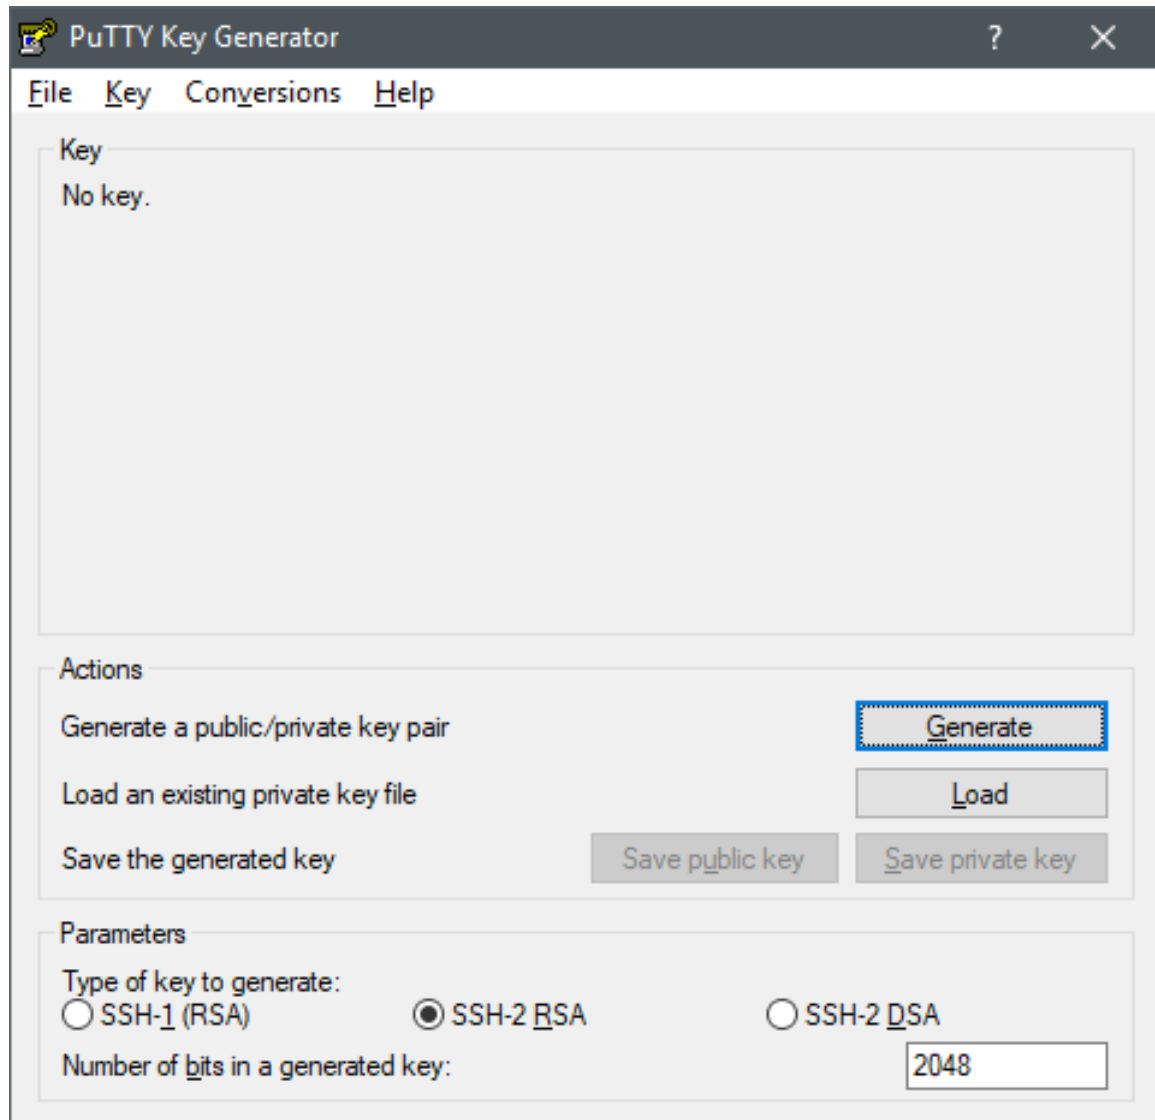 PuTTY Key Generator ?
File Key Conversions Help
Key
No key.
Actions
Generate a public/private key pair Generate
Load an existing private key file Load
Save the generated key Save public key Save private key
Parameters
Type of key to generate:
SSH-1 (RSA) SSH-2 RSA SSH-2 DSA
Number of bits in a generated key: 2048